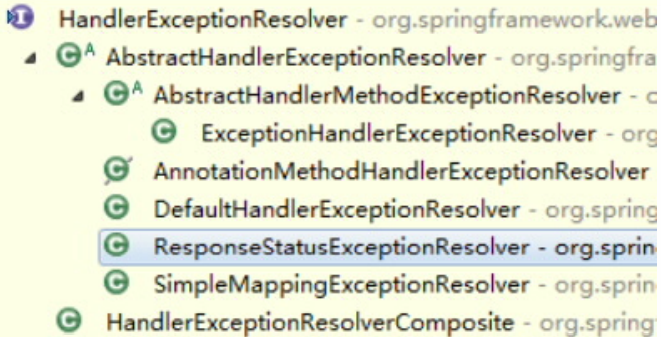 HandlerExceptionResolver - org.springframework.web
AbstractHandlerExceptionResolver - org.springfra
AbstractHandlerMethodExceptionResolver - o
ExceptionHandlerExceptionResolver - org
AnnotationMethodHandlerExceptionResolver
DefaultHandlerExceptionResolver - org.spring
ResponseStatusExceptionResolver - org.sprin
SimpleMappingExceptionResolver - org.sprin
HandlerExceptionResolverComposite - org.spring